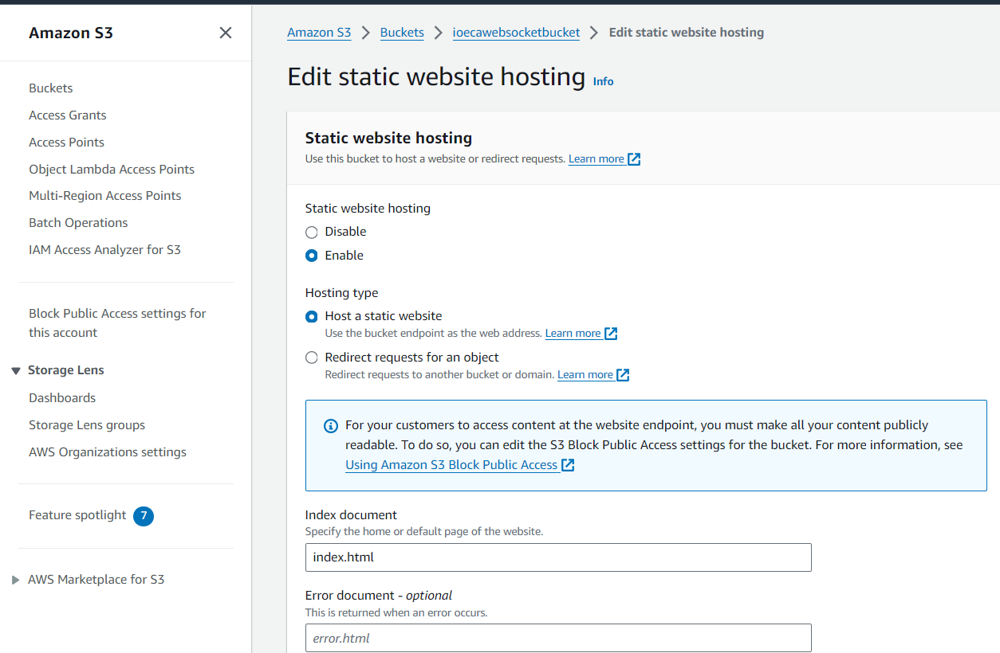 Amazon S3
Buckets
Access Grants
Access Points
Object Lambda Access Points
Multi-Region Access Points
Batch Operations
IAM Access Analyzer for S3
Block Public Access settings for
this account
Storage Lens
Dashboards
Storage Lens groups
AWS Organizations settings
Feature spotlight 7
AWS Marketplace for S3
Amazon S3 > Buckets > ioecawebsocketbucket > Edit static website hosting
Edit static website hosting Info
Static website hosting
Use this bucket to host a website or redirect requests. Learn more
Static website hosting
Disable
Enable
Hosting type
Host a static website
Use the bucket endpoint as the web address. Learn more
Redirect requests for an object
Redirect requests to another bucket or domain. Learn more
For your customers to access content at the website endpoint, you must make all your content publicly
readable. To do so, you can edit the S3 Block Public Access settings for the bucket. For more information, see
Using Amazon S3 Block Public Access
Index document
Specify the home or default page of the website.
index.html
Error document - optional
This is returned when an error occurs.
error.html